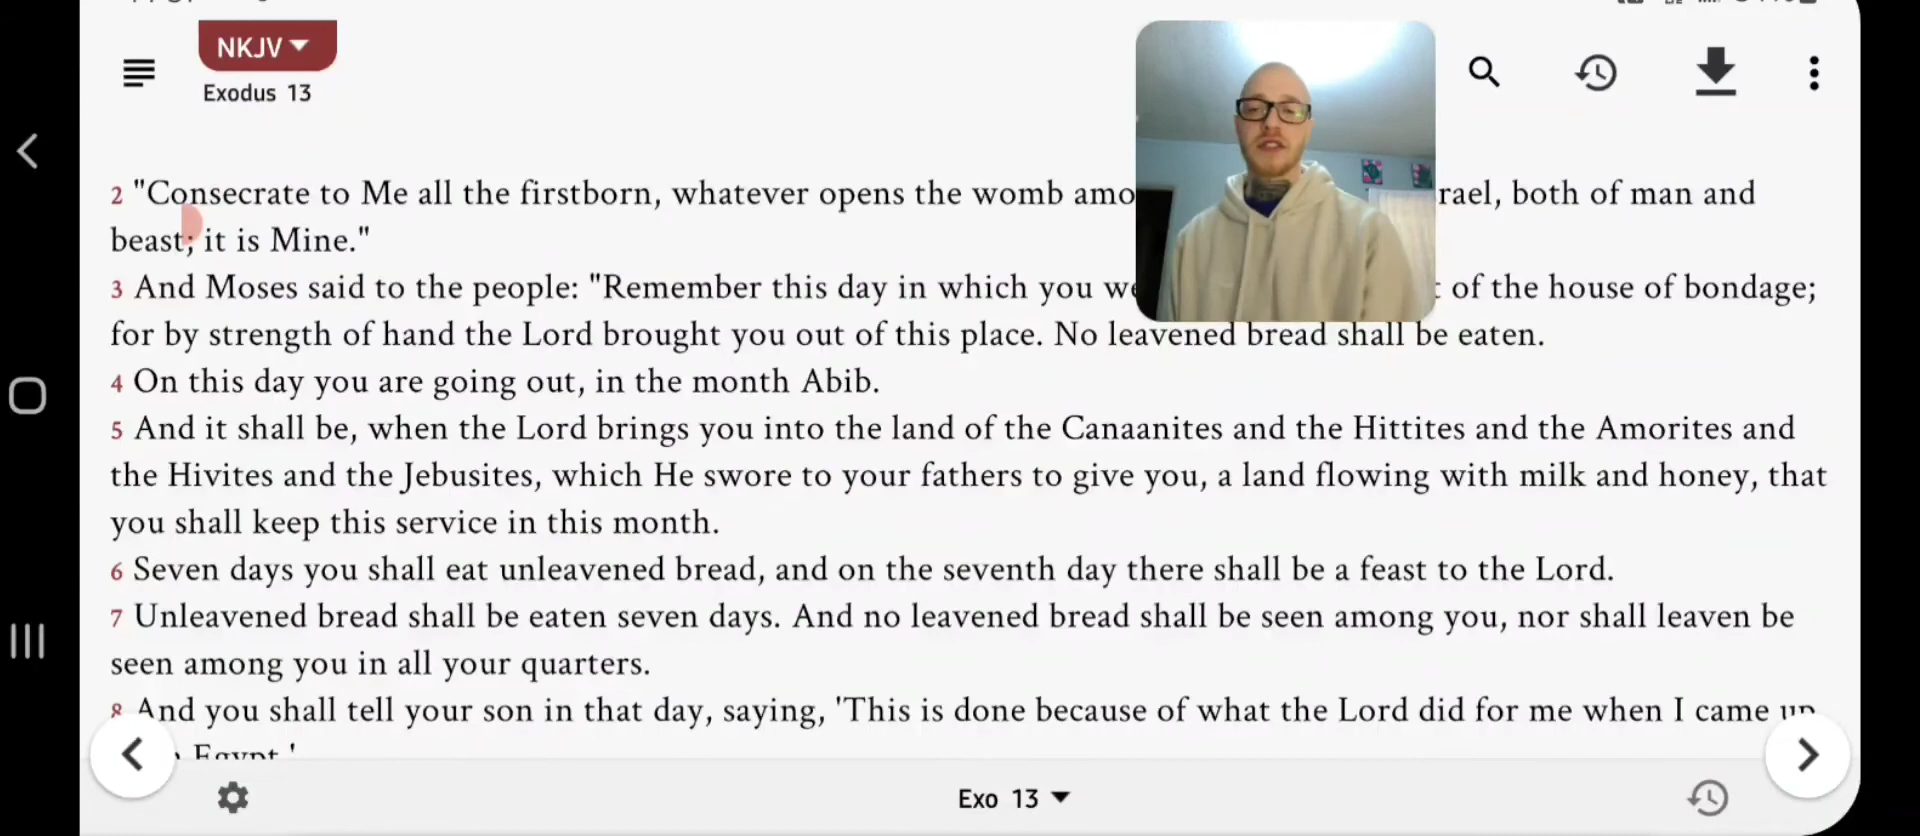 NKJV
Exodus 13
2 "Consecrate to Me all the firstborn, whatever opens the womb amo rael, both of man and
beast; it is Mine."
3 And Moses said to the people: "Remember this day in which you we of the house of bondage;
for by strength of hand the Lord brought you out of this place. No leavened bread shall be eaten.
4 On this day you are going out, in the month Abib.
5 And it shall be, when the Lord brings you into the land of the Canaanites and the Hittites and the Amorites and
the Hivites and the Jebusites, which He swore to your fathers to give you, a land flowing with milk and honey, that
you shall keep this service in this month.
6 Seven days you shall eat unleavened bread, and on the seventh day there shall be a feast to the Lord.
7 Unleavened bread shall be eaten seven days. And no leavened bread shall be seen among you, nor shall leaven be
seen among you in all your quarters.
8 And you shall tell your son in that day, saying, 'This is done because of what the Lord did for me when I came up
Egypt.'
Exo 13